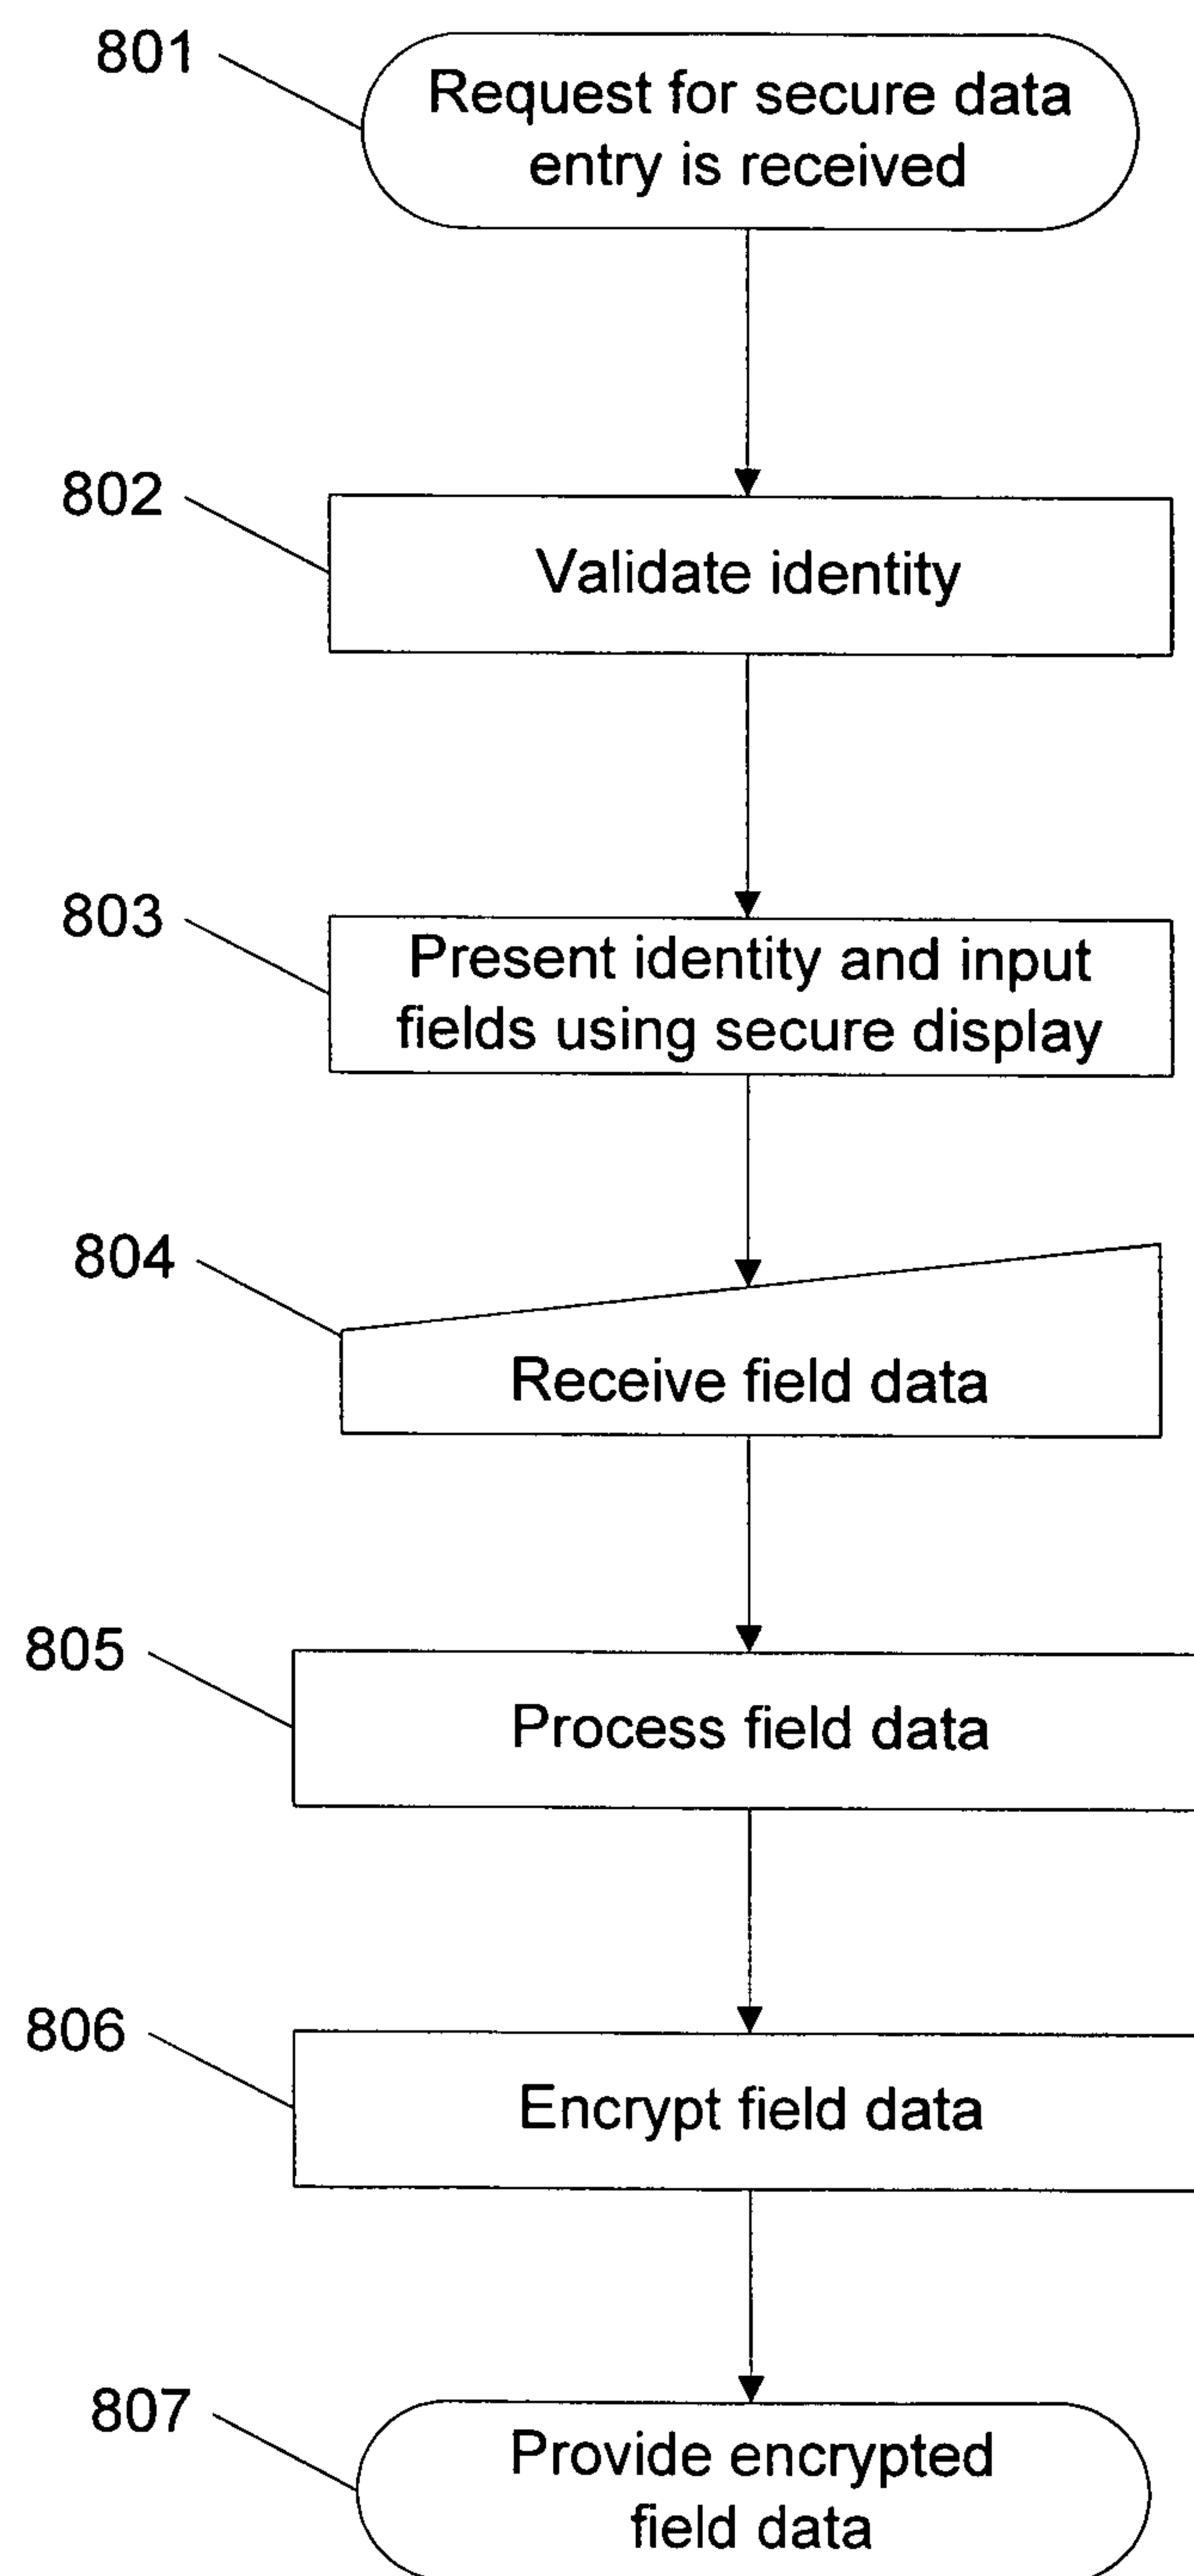 801
Request for secure data
entry is received
802
Validate identity
803
Present identity and input
fields using secure display
804
Receive field data
805
Process field data
806
Encrypt field data
807
Provide encrypted
field data